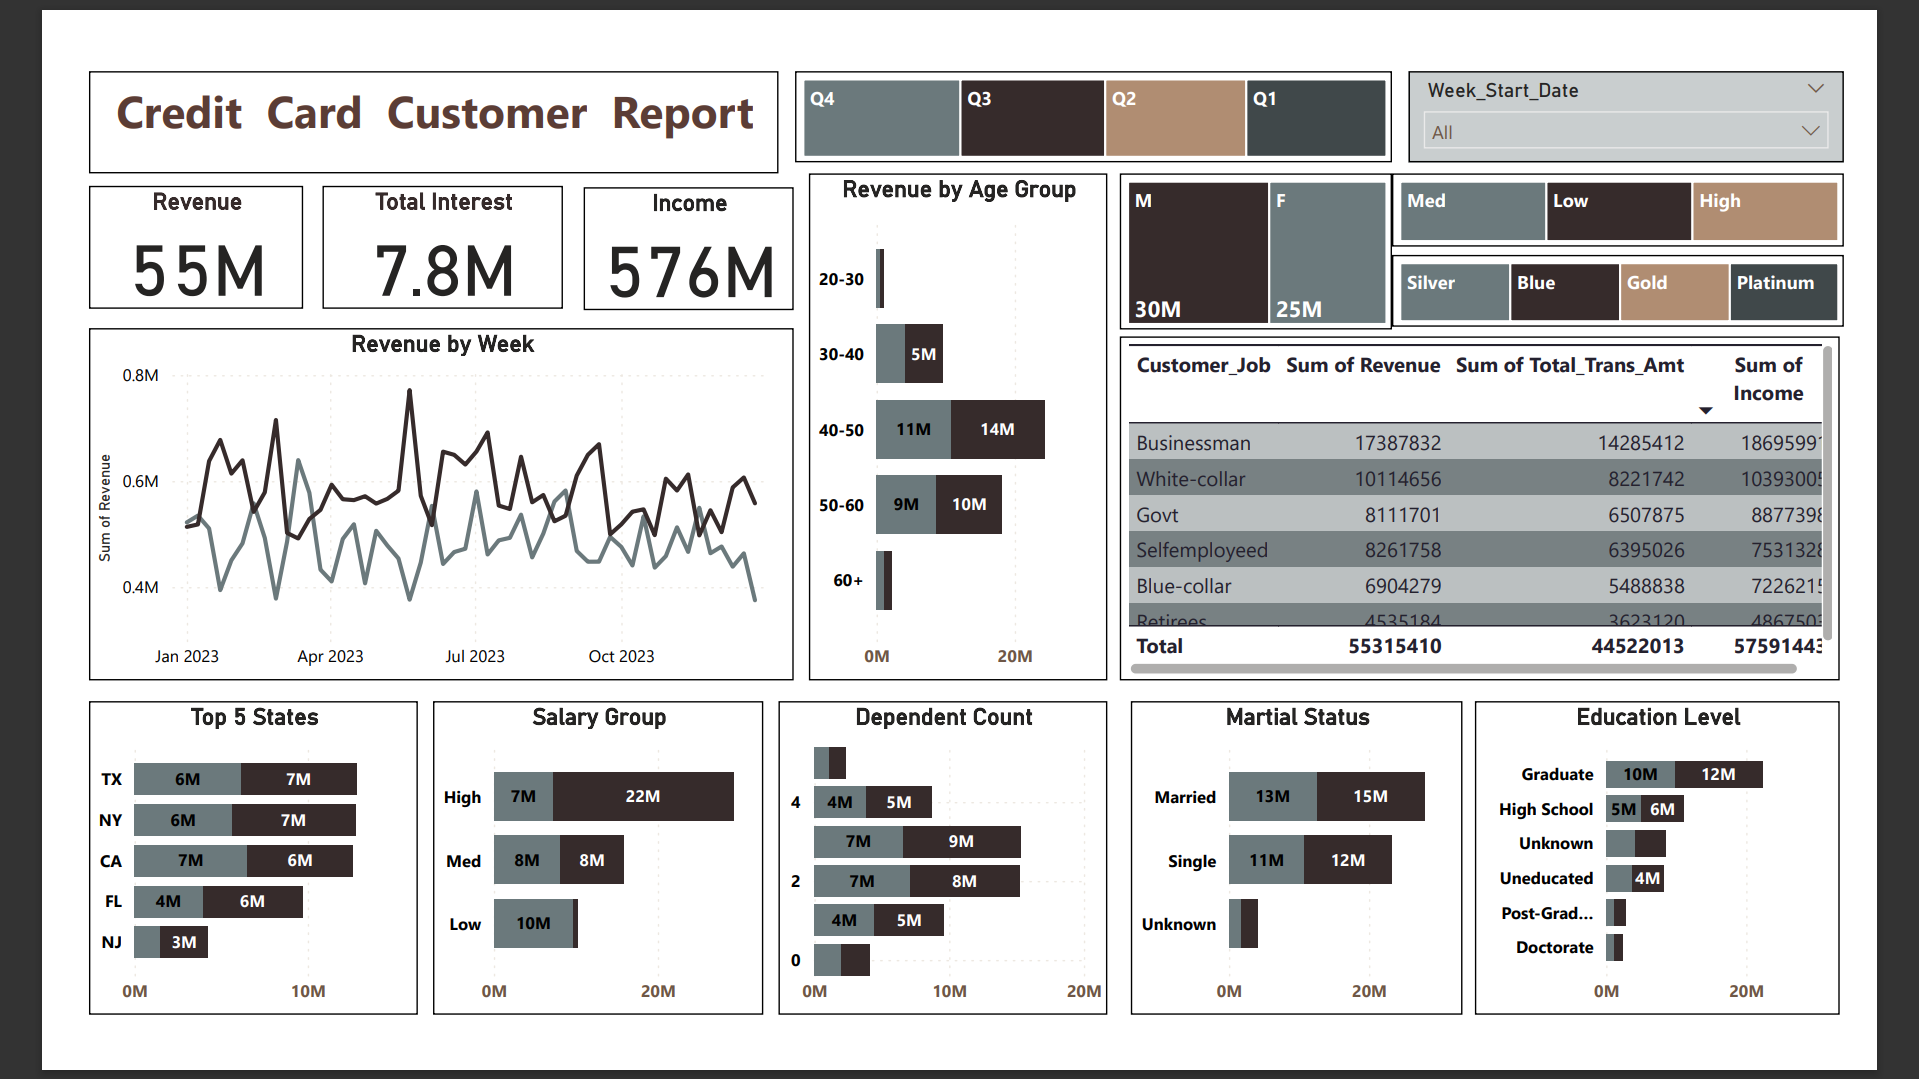 Credit Card Customer Report
Q4 Q3 Q2 Q1
Week_Start_Date
All
Revenue
55M
Total Interest
7.8M
Income
576M
Revenue by Age Group
20-30
30-40 5M
40-50 11M 14M
50-60 9M 10M
60+
0M 20M
M F
30M 25M
Med Low High
Silver Blue Gold Platinum
Revenue by Week
Sum of Revenue
0.8M
0.6M
0.4M
Jan 2023 Apr 2023 Jul 2023 Oct 2023
Customer_Job Sum of Revenue Sum of Total_Trans_Amt Sum of
Income
Businessman 17387832 14285412 18695991
White-collar 10114656 8221742 10393005
Govt 8111701 6507875 8877398
Selfemployeed 8261758 6395026 7531328
Blue-collar 6904279 5488838 7226215
Retirees 4535184 3623120 4867503
Total 55315410 44522013 57591443
Top 5 States
TX 6M 7M
NY 6M 7M
CA 7M 6M
FL 4M 6M
NJ 3M
0M 10M
Salary Group
High 7M 22M
Med 8M 8M
Low 10M
0M 20M
Dependent Count
4 4M 5M
7M 9M
2 7M 8M
4M 5M
0
0M 10M 20M
Martial Status
Married 13M 15M
Single 11M 12M
Unknown
0M 20M
Education Level
Graduate 10M 12M
High School 5M 6M
Unknown
Uneducated 4M
Post-Grad...
Doctorate
0M 20M